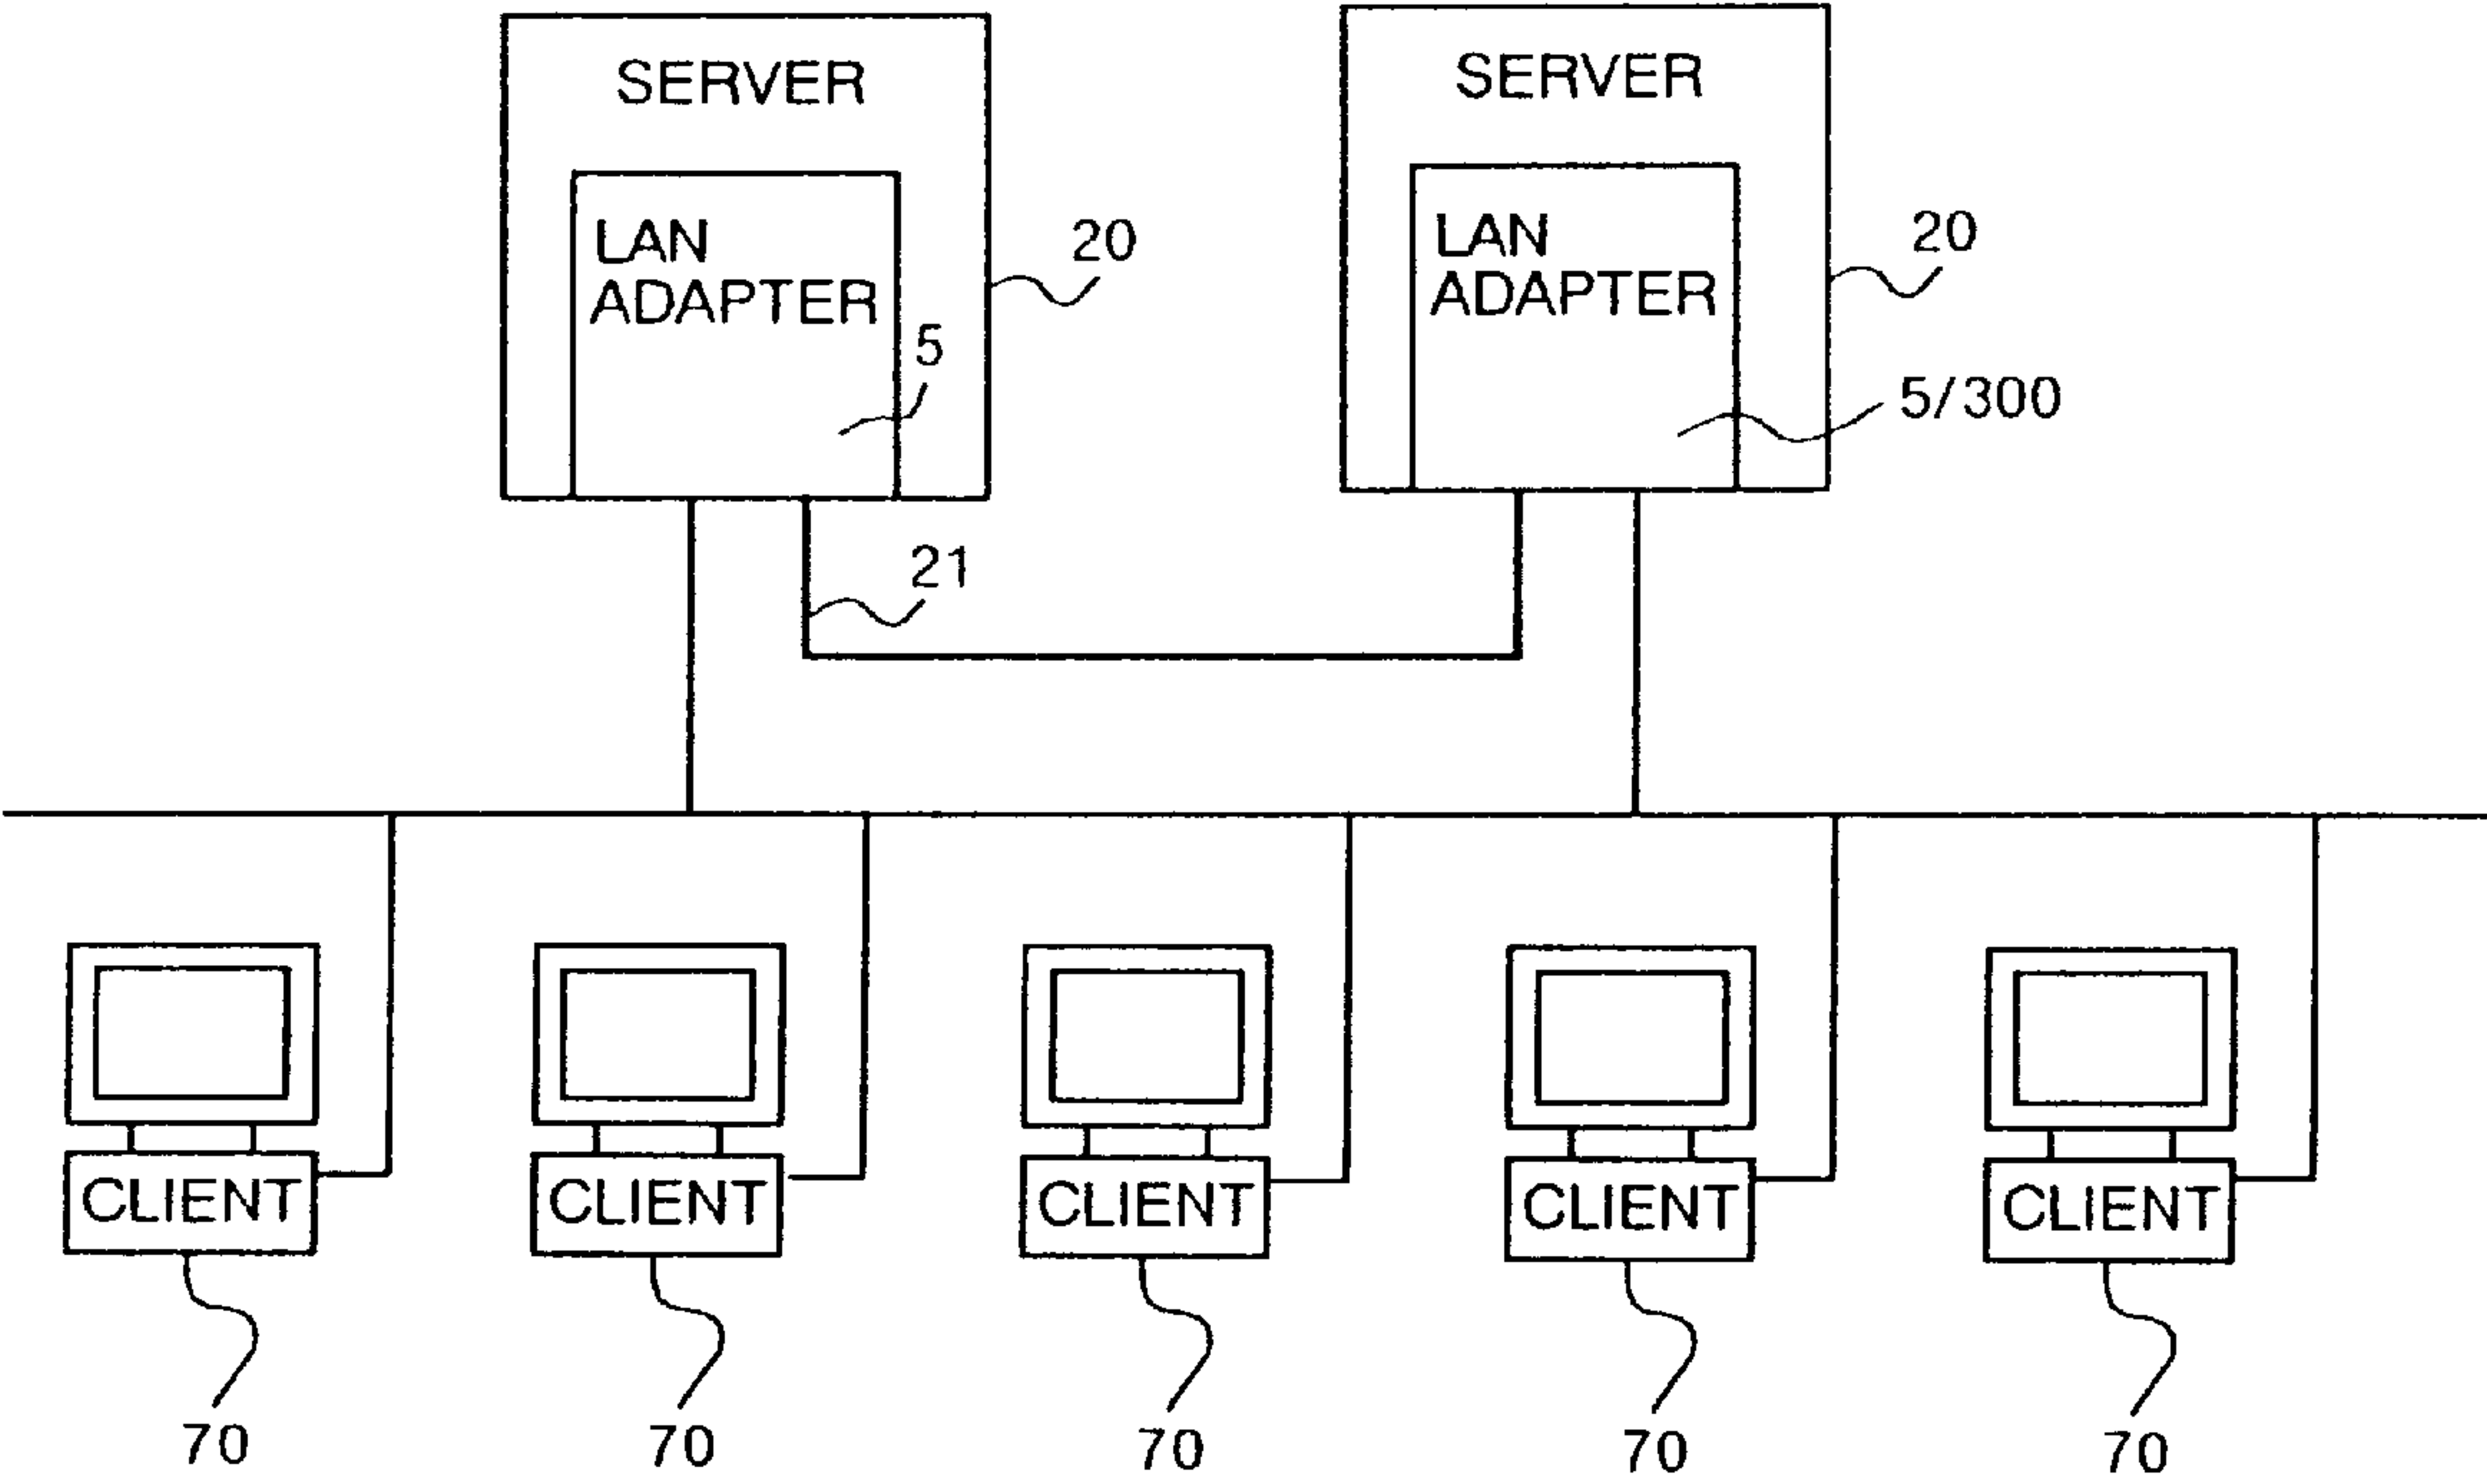 SERVER
SERVER
LAN
ADAPTER
LAN
ADAPTER
20
20
5
5/300
21
CLIENT
CLIENT
CLIENT
CLIENT
CLIENT
70
70
70
70
70